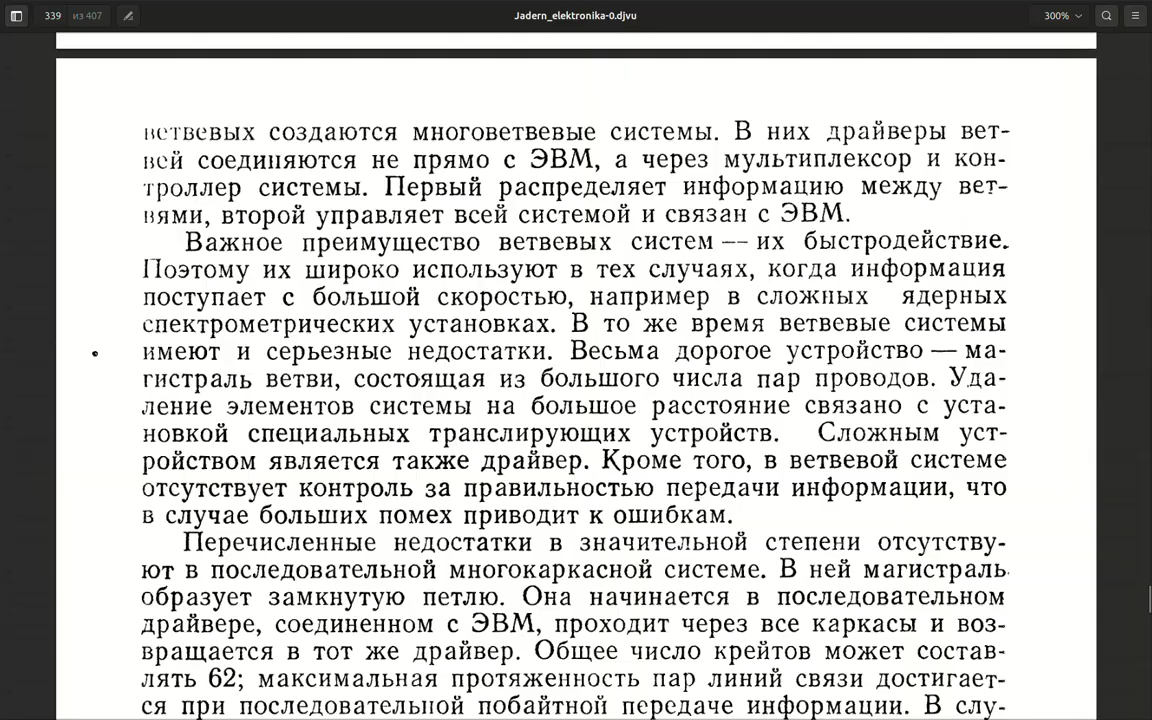 339 из 407
Jadern_elektronika-0.djvu
300%
ветвевых создаются многоветвевые системы. В них драйверы вет-
вей соединяются не прямо с ЭВМ, а через мультиплексор и кон-
троллер системы. Первый распределяет информацию между вет-
вями, второй управляет всей системой и связан с ЭВМ.
Важное преимущество ветвевых систем — их быстродействие.
Поэтому их широко используют в тех случаях, когда информация
поступает с большой скоростью, например в сложных ядерных
спектрометрических установках. В то же время ветвевые системы
имеют и серьезные недостатки. Весьма дорогое устройство — ма-
гистраль ветви, состоящая из большого числа пар проводов. Уда-
ление элементов системы на большое расстояние связано с уста-
новкой специальных транслирующих устройств. Сложным уст-
ройством является также драйвер. Кроме того, в ветвевой системе
отсутствует контроль за правильностью передачи информации, что
в случае больших помех приводит к ошибкам.
Перечисленные недостатки в значительной степени отсутству-
ют в последовательной многокаркасной системе. В ней магистраль
образует замкнутую петлю. Она начинается в последовательном
драйвере, соединенном с ЭВМ, проходит через все каркасы и воз-
вращается в тот же драйвер. Общее число крейтов может состав-
лять 62; максимальная протяженность пар линий связи достигает-
ся при последовательной побайтной передаче информации. В слу-